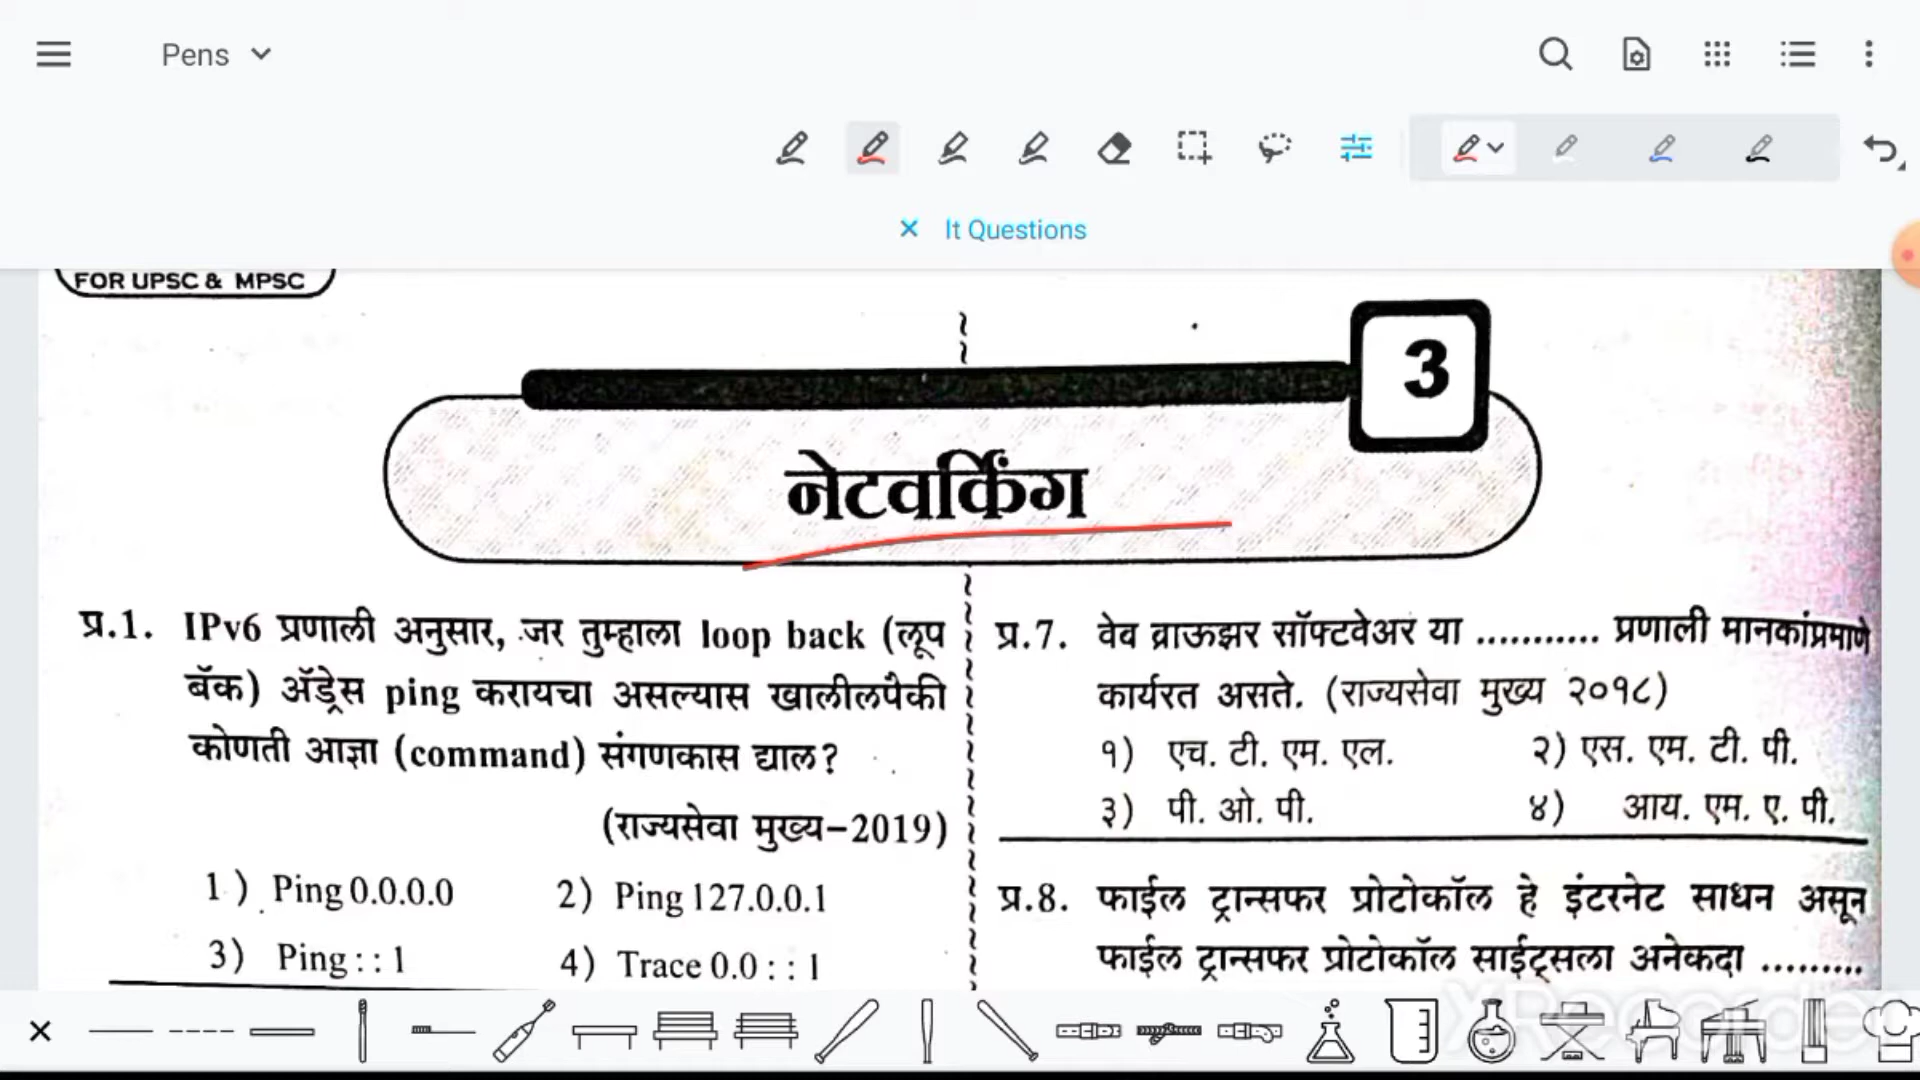 Pens
It Questions
FOR UPSC & MPSC
3
नेटवर्किंग
प्र.1. IPv6 प्रणाली अनुसार, जर तुम्हाला loop back (लूप
बॅक) ॲड्रेस ping करायचा असल्यास खालीलपैकी
कोणती आज्ञा (command) संगणकास द्याल?
(राज्यसेवा मुख्य-2019)
1) Ping 0.0.0.0 2) Ping 127.0.0.1
3) Ping : : 1 4) Trace 0.0 : : 1
प्र.7. वेब ब्राऊझर सॉफ्टवेअर या ........... प्रणाली मानकांप्रमाणे
कार्यरत असते. (राज्यसेवा मुख्य २०१८)
१) एच. टी. एम. एल. २) एस. एम. टी. पी.
३) पी. ओ. पी. ४) आय. एम. ए. पी.
प्र.8. फाईल ट्रान्सफर प्रोटोकॉल हे इंटरनेट साधन असून
फाईल ट्रान्सफर प्रोटोकॉल साईट्सला अनेकदा .........
XRecorder